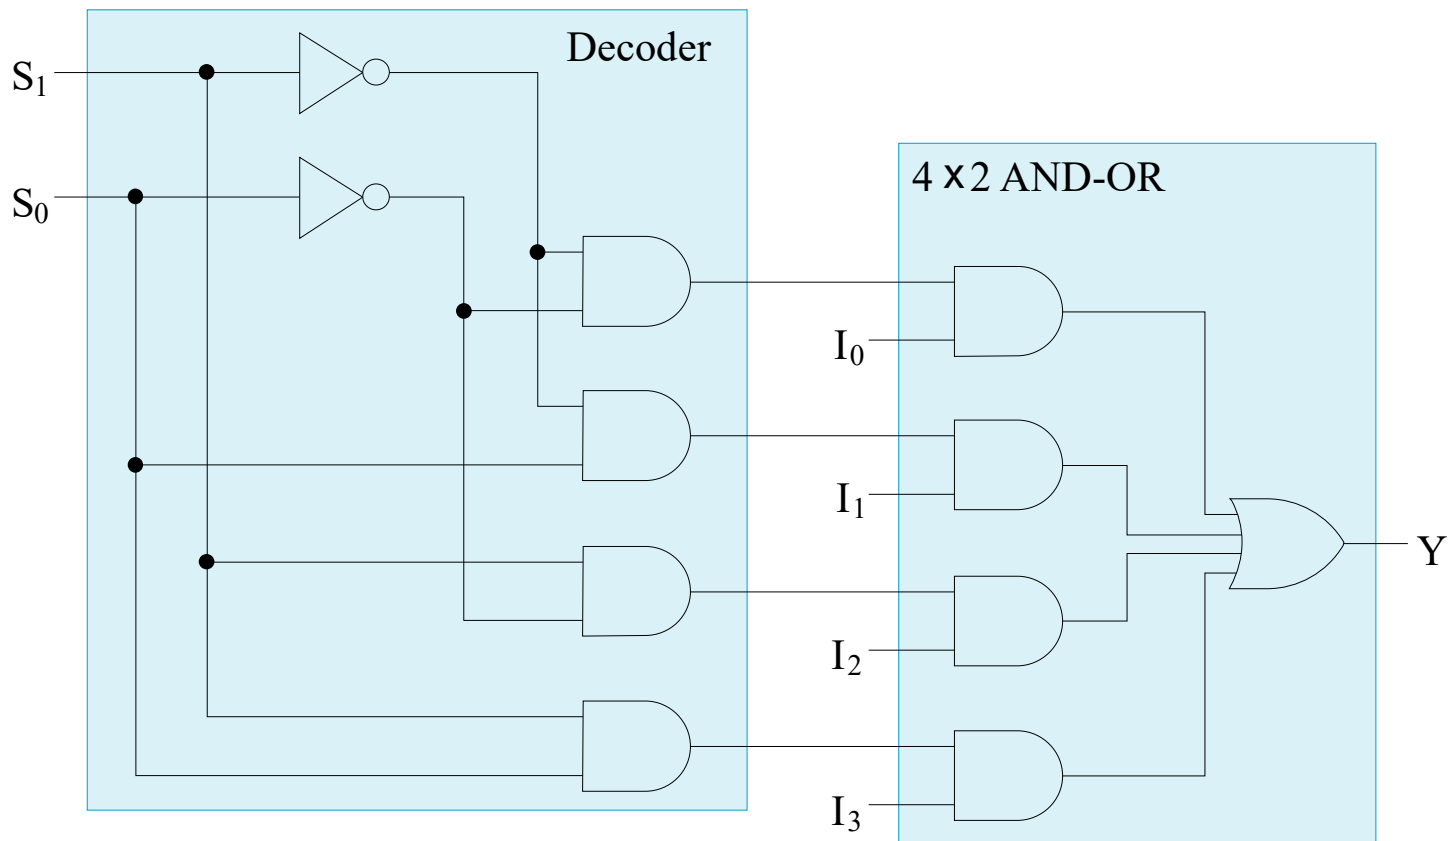 Decoder
S₁
4 x 2 AND-OR
S₀
I₀
I₁
Y
I₂
I₃